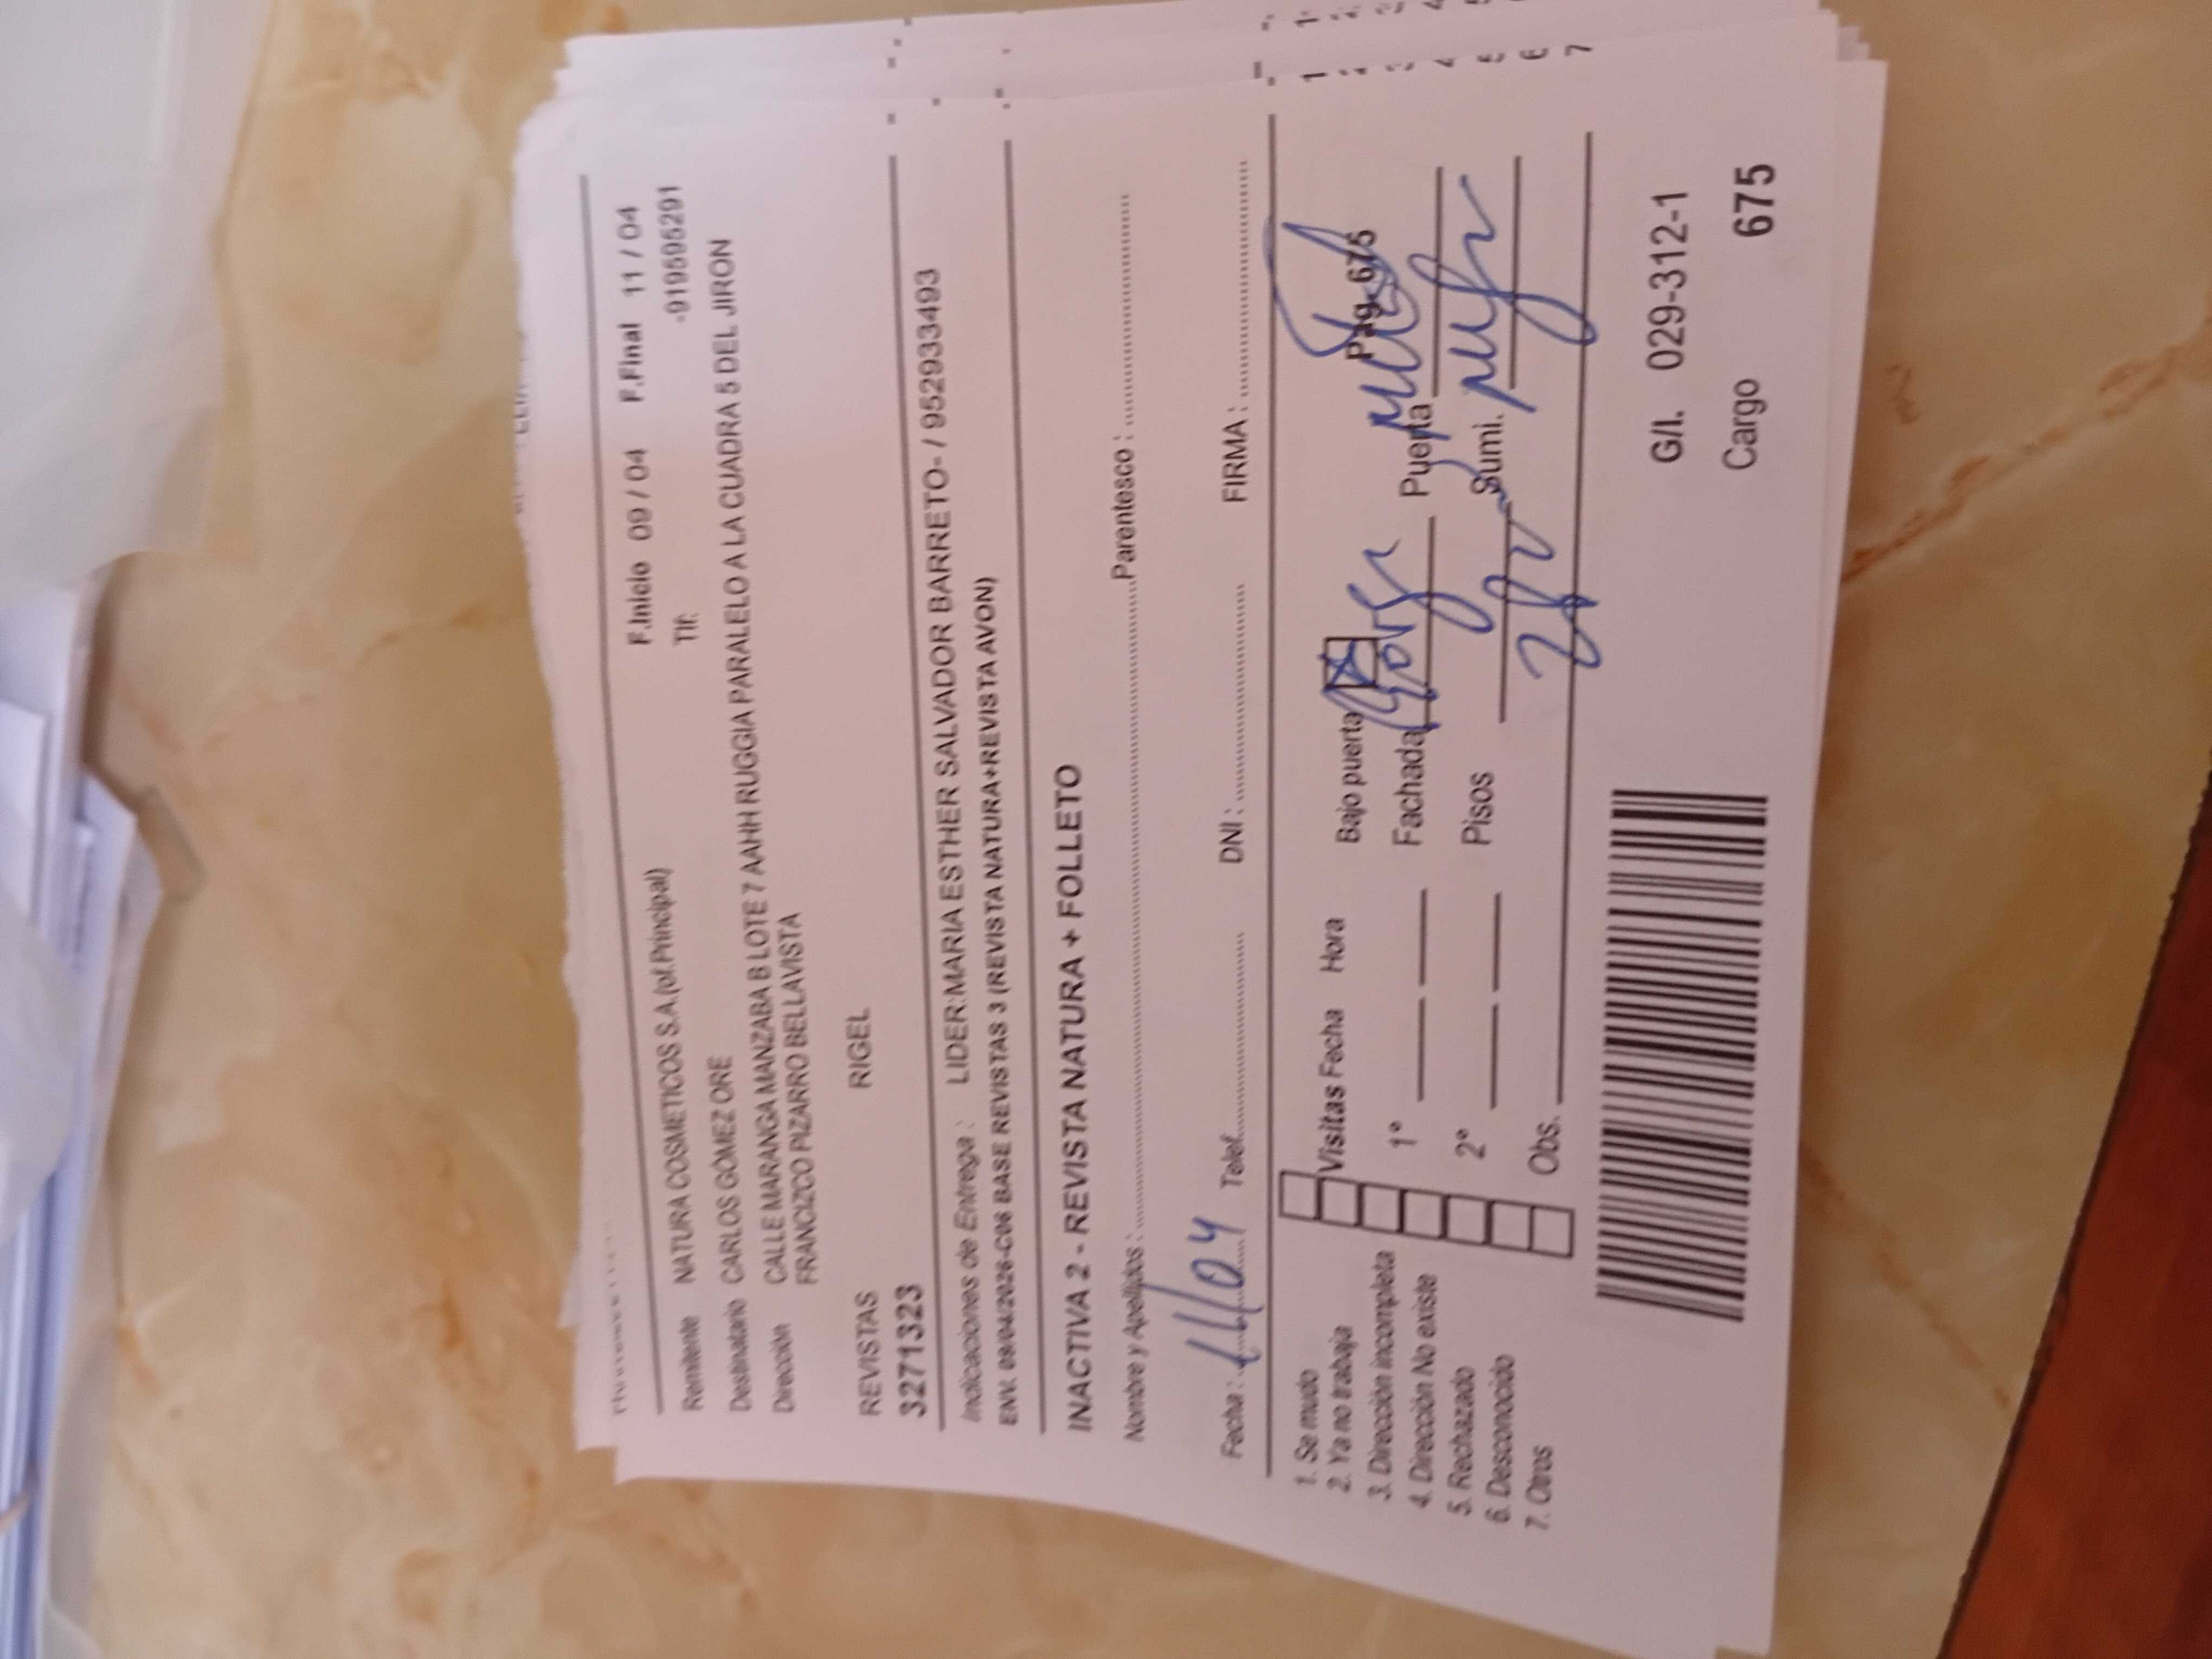 F.Inicio 09 / 04 F.Final 11 / 04
Remitente NATURA COSMETICOS S.A.(of.Principal) Tlf. -919595291
Destinatario CARLOS GOMEZ ORE
Dirección CALLE MARANGA MANZABA B LOTE 7 AAHH RUGGIA PARALELO A LA CUADRA 5 DEL JIRON
FRANCIZCO PIZARRO BELLAVISTA
REVISTAS RIGEL
3271323
Indicaciones de Entrega : LIDER:MARIA ESTHER SALVADOR BARRETO- / 952933493
ENV. 09/04/2026-C06 BASE REVISTAS 3 (REVISTA NATURA+REVISTA AVON)
INACTIVA 2 - REVISTA NATURA + FOLLETO
Nombre y Apellidos : Parentesco :
Fecha : 11/04 Telef. DNI : FIRMA :
Pag.675
1. Se mudo
2. Ya no trabaja
3. Dirección incompleta
4. Dirección No existe
5. Rechazado
6. Desconocido
7. Otros
Visitas Fecha Hora Bajo puerta
1° Fachada Puerta
2° Pisos Sumi.
Obs.
G/I. 029-312-1
Cargo 675